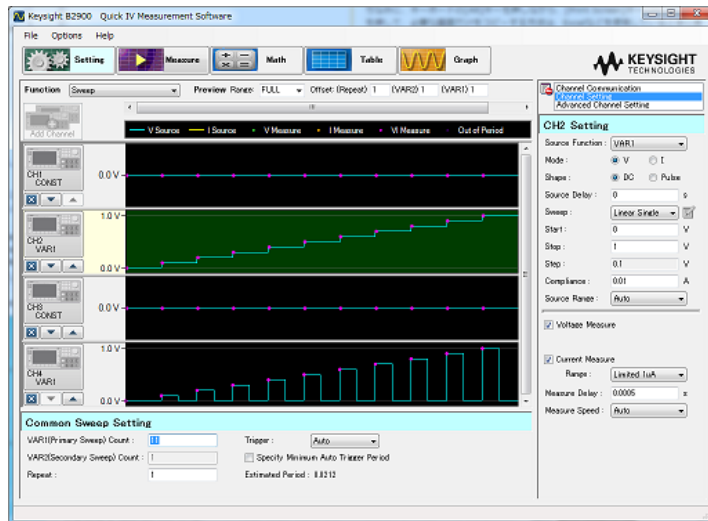 Keysight B2900 Quick IV Measurement Software
File Options Help
Setting Measure Math Table Graph
KEYSIGHT
TECHNOLOGIES
Function Sweep Preview Range: FULL Offset: (Repeat) 1 (VAR2) 1 (VAR1) 1
Add Channel
V Source I Source V Measure I Measure VI Measure Out of Period
CH1
CONST
0.0 V
CH2
VAR1
1.0 V
0.0 V
CH3
CONST
0.0 V
CH4
VAR1
1.0 V
0.0 V
Common Sweep Setting
VAR1(Primary Sweep) Count : 11 Trigger : Auto
VAR2(Secondary Sweep) Count : 1 Specify Minimum Auto Trigger Period
Repeat : 1 Estimated Period : 0.0212
Channel Communication
Channel Setting
Advanced Channel Setting
CH2 Setting
Source Function : VAR1
Mode : V I
Shape : DC Pulse
Source Delay : 0 s
Sweep : Linear Single
Start : 0 V
Stop : 1 V
Step : 0.1 V
Compliance : 0.01 A
Source Range : Auto
Voltage Measure
Current Measure
Range : Limited 1uA
Measure Delay : 0.0005 s
Measure Speed : Auto